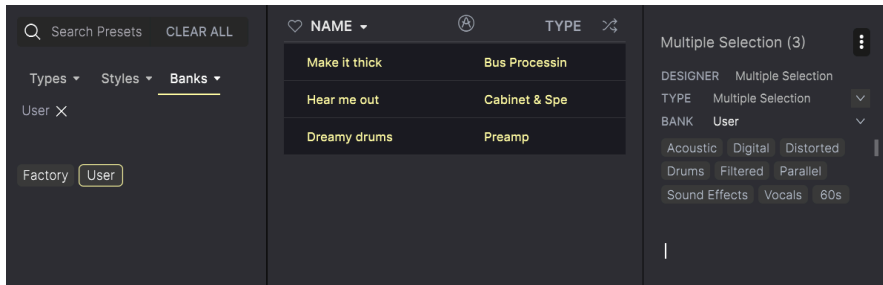 Search Presets CLEAR ALL
Types Styles Banks
User
Factory User
NAME TYPE
Make it thick Bus Processin
Hear me out Cabinet & Spe
Dreamy drums Preamp
Multiple Selection (3)
DESIGNER Multiple Selection
TYPE Multiple Selection
BANK User
Acoustic Digital Distorted
Drums Filtered Parallel
Sound Effects Vocals 60s